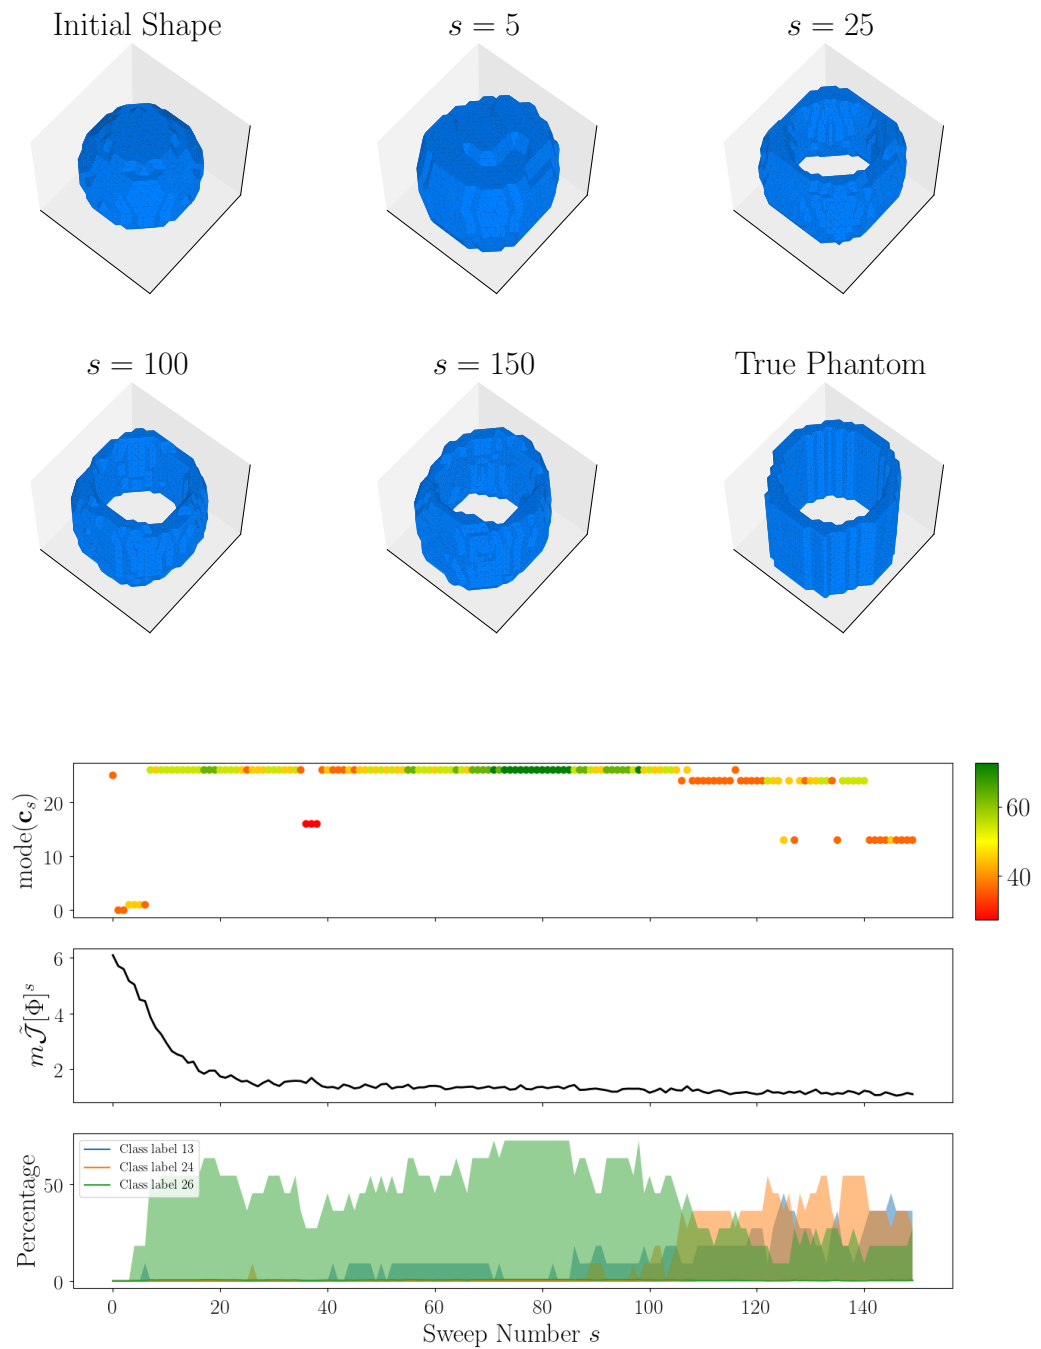 Initial Shape
s = 5
s = 25
s = 100
s = 150
True Phantom
mode(𝐜ₛ)
20
10
0
60
40
m𝒥̃[Φ]ˢ
6
4
2
Percentage
50
0
Class label 13
Class label 24
Class label 26
0 20 40 60 80 100 120 140
Sweep Number s